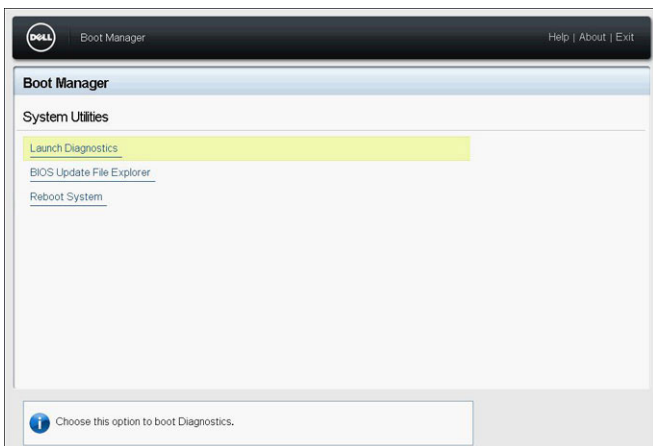 DELL Boot Manager Help | About | Exit
Boot Manager
System Utilities
Launch Diagnostics
BIOS Update File Explorer
Reboot System
Choose this option to boot Diagnostics.